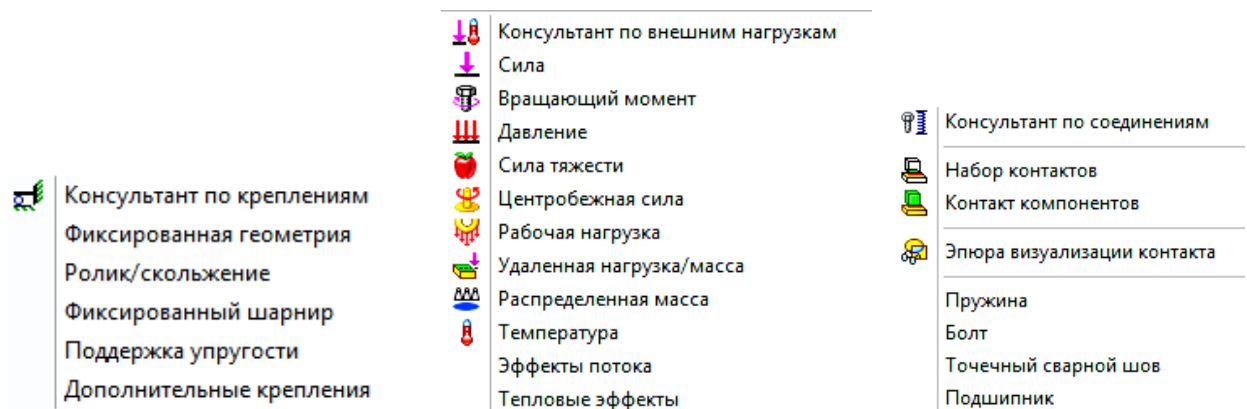 Консультант по креплениям
Фиксированная геометрия
Ролик/скольжение
Фиксированный шарнир
Поддержка упругости
Дополнительные крепления
Консультант по внешним нагрузкам
Сила
Вращающий момент
Давление
Сила тяжести
Центробежная сила
Рабочая нагрузка
Удаленная нагрузка/масса
Распределенная масса
Температура
Эффекты потока
Тепловые эффекты
Консультант по соединениям
Набор контактов
Контакт компонентов
Эпюра визуализации контакта
Пружина
Болт
Точечный сварной шов
Подшипник